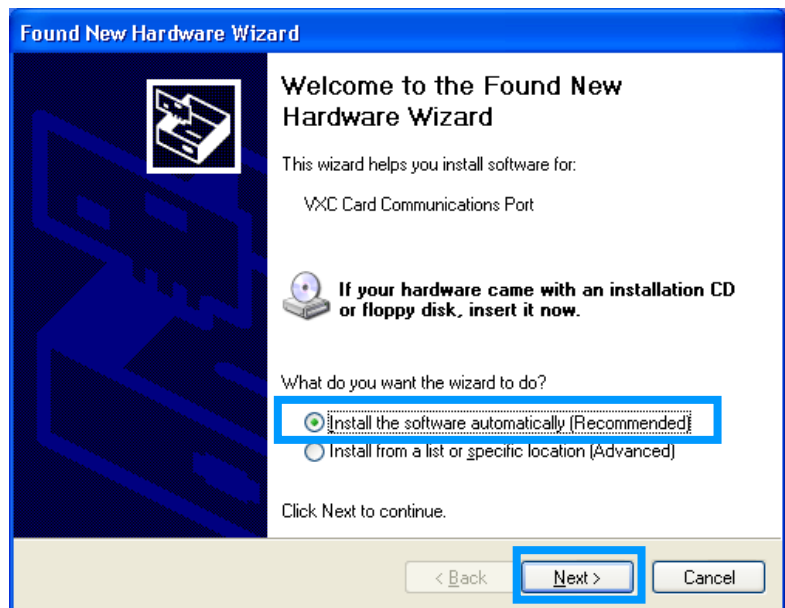 Found New Hardware Wizard
Welcome to the Found New
Hardware Wizard
This wizard helps you install software for:
VXC Card Communications Port
If your hardware came with an installation CD
or floppy disk, insert it now.
What do you want the wizard to do?
Install the software automatically (Recommended)
Install from a list or specific location (Advanced)
Click Next to continue.
< Back Next > Cancel